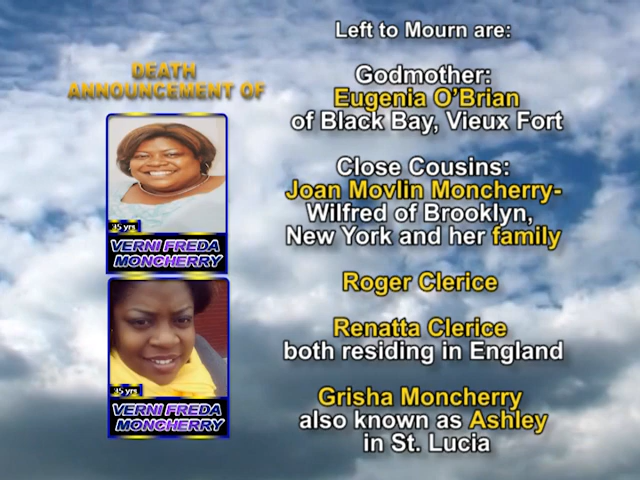 DEATH
ANNOUNCEMENT OF
35 yrs
VERNI FREDA
MONCHERRY
35 yrs
VERNI FREDA
MONCHERRY
Left to Mourn are:
Godmother:
Eugenia O'Brian
of Black Bay, Vieux Fort
Close Cousins:
Joan Movlin Moncherry-
Wilfred of Brooklyn,
New York and her family
Roger Clerice
Renatta Clerice
both residing in England
Grisha Moncherry
also known as Ashley
in St. Lucia